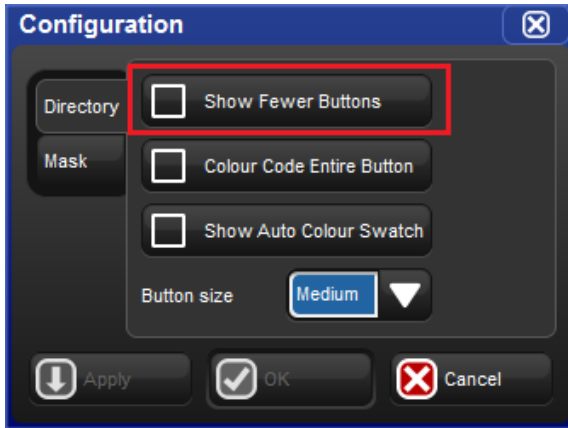 Configuration
Directory
Show Fewer Buttons
Mask
Colour Code Entire Button
Show Auto Colour Swatch
Button size
Medium
Apply
OK
Cancel